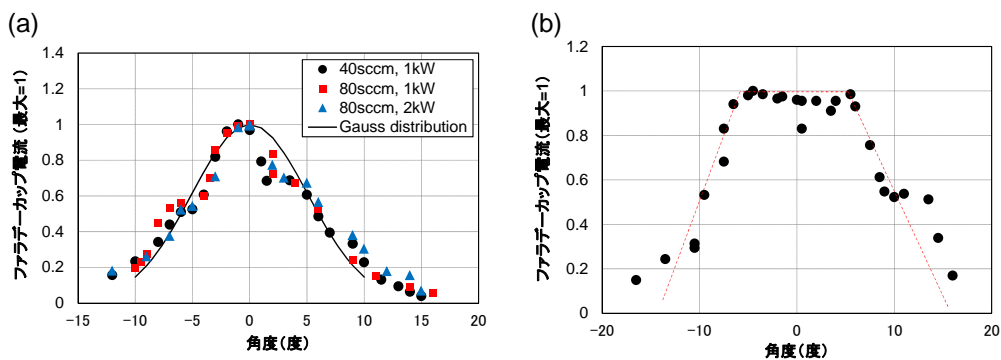 (a)
ファラデーカップ電流（最大=1）
1.4
1.2
1.0
0.8
0.6
0.4
0.2
0
−15
−10
−5
0
5
10
15
20
角度（度）
40sccm, 1kW
80sccm, 1kW
80sccm, 2kW
Gauss distribution
(b)
ファラデーカップ電流（最大=1）
1.2
1
0.8
0.6
0.4
0.2
0
−20
−10
0
10
20
角度（度）